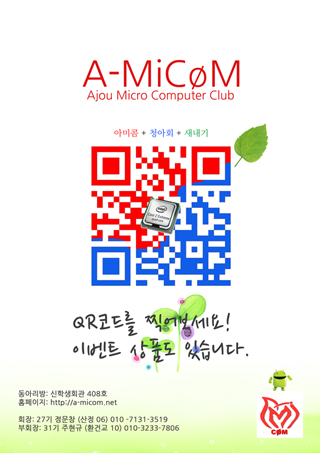 A-MiCøM
Ajou Micro Computer Club
아미콤 + 청아회 + 새내기
QR코드를 찍어보세요!
이벤트 상품도 있습니다.
동아리방: 신학생회관 408호
홈페이지: http://a-micom.net
회장: 27기 정문창 (산정 06) 010 -7131-3519
부회장: 31기 주현규 (환건교 10) 010-3233-7806
CØM